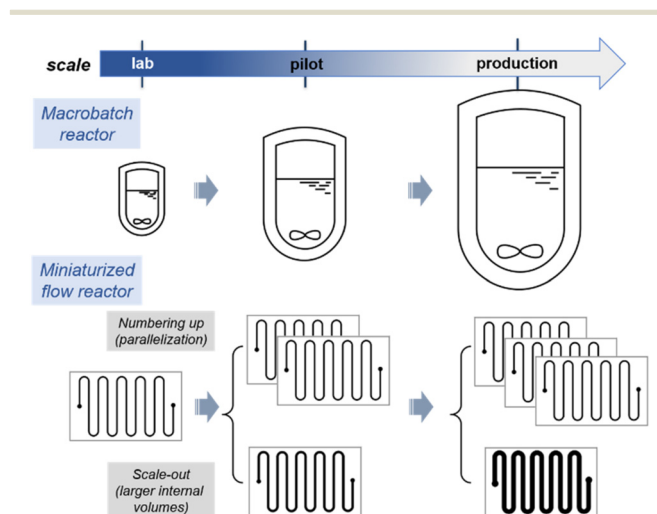 scale
lab
pilot
production
Macrobatch
reactor
Miniaturized
flow reactor
Numbering up
(parallelization)
Scale-out
(larger internal
volumes)